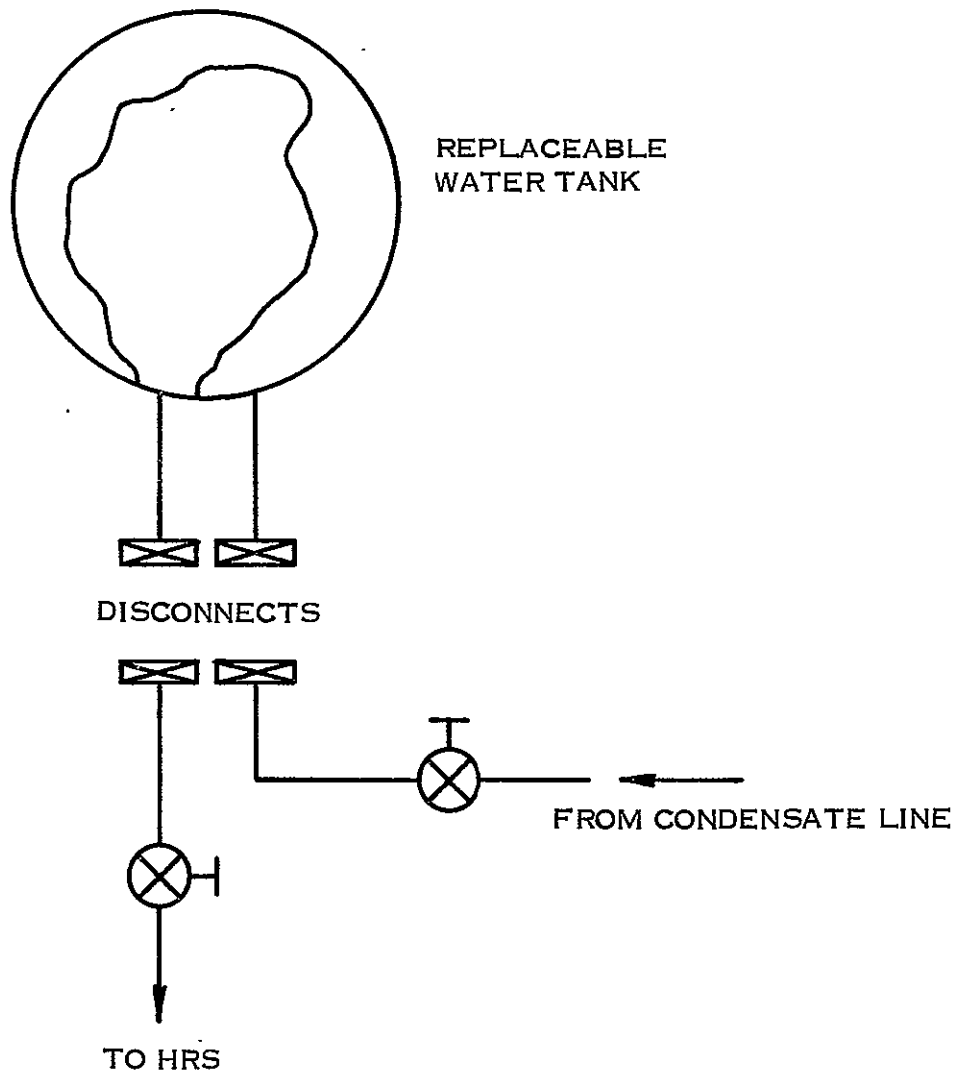 REPLACEABLE
WATER TANK
DISCONNECTS
FROM CONDENSATE LINE
TO HRS